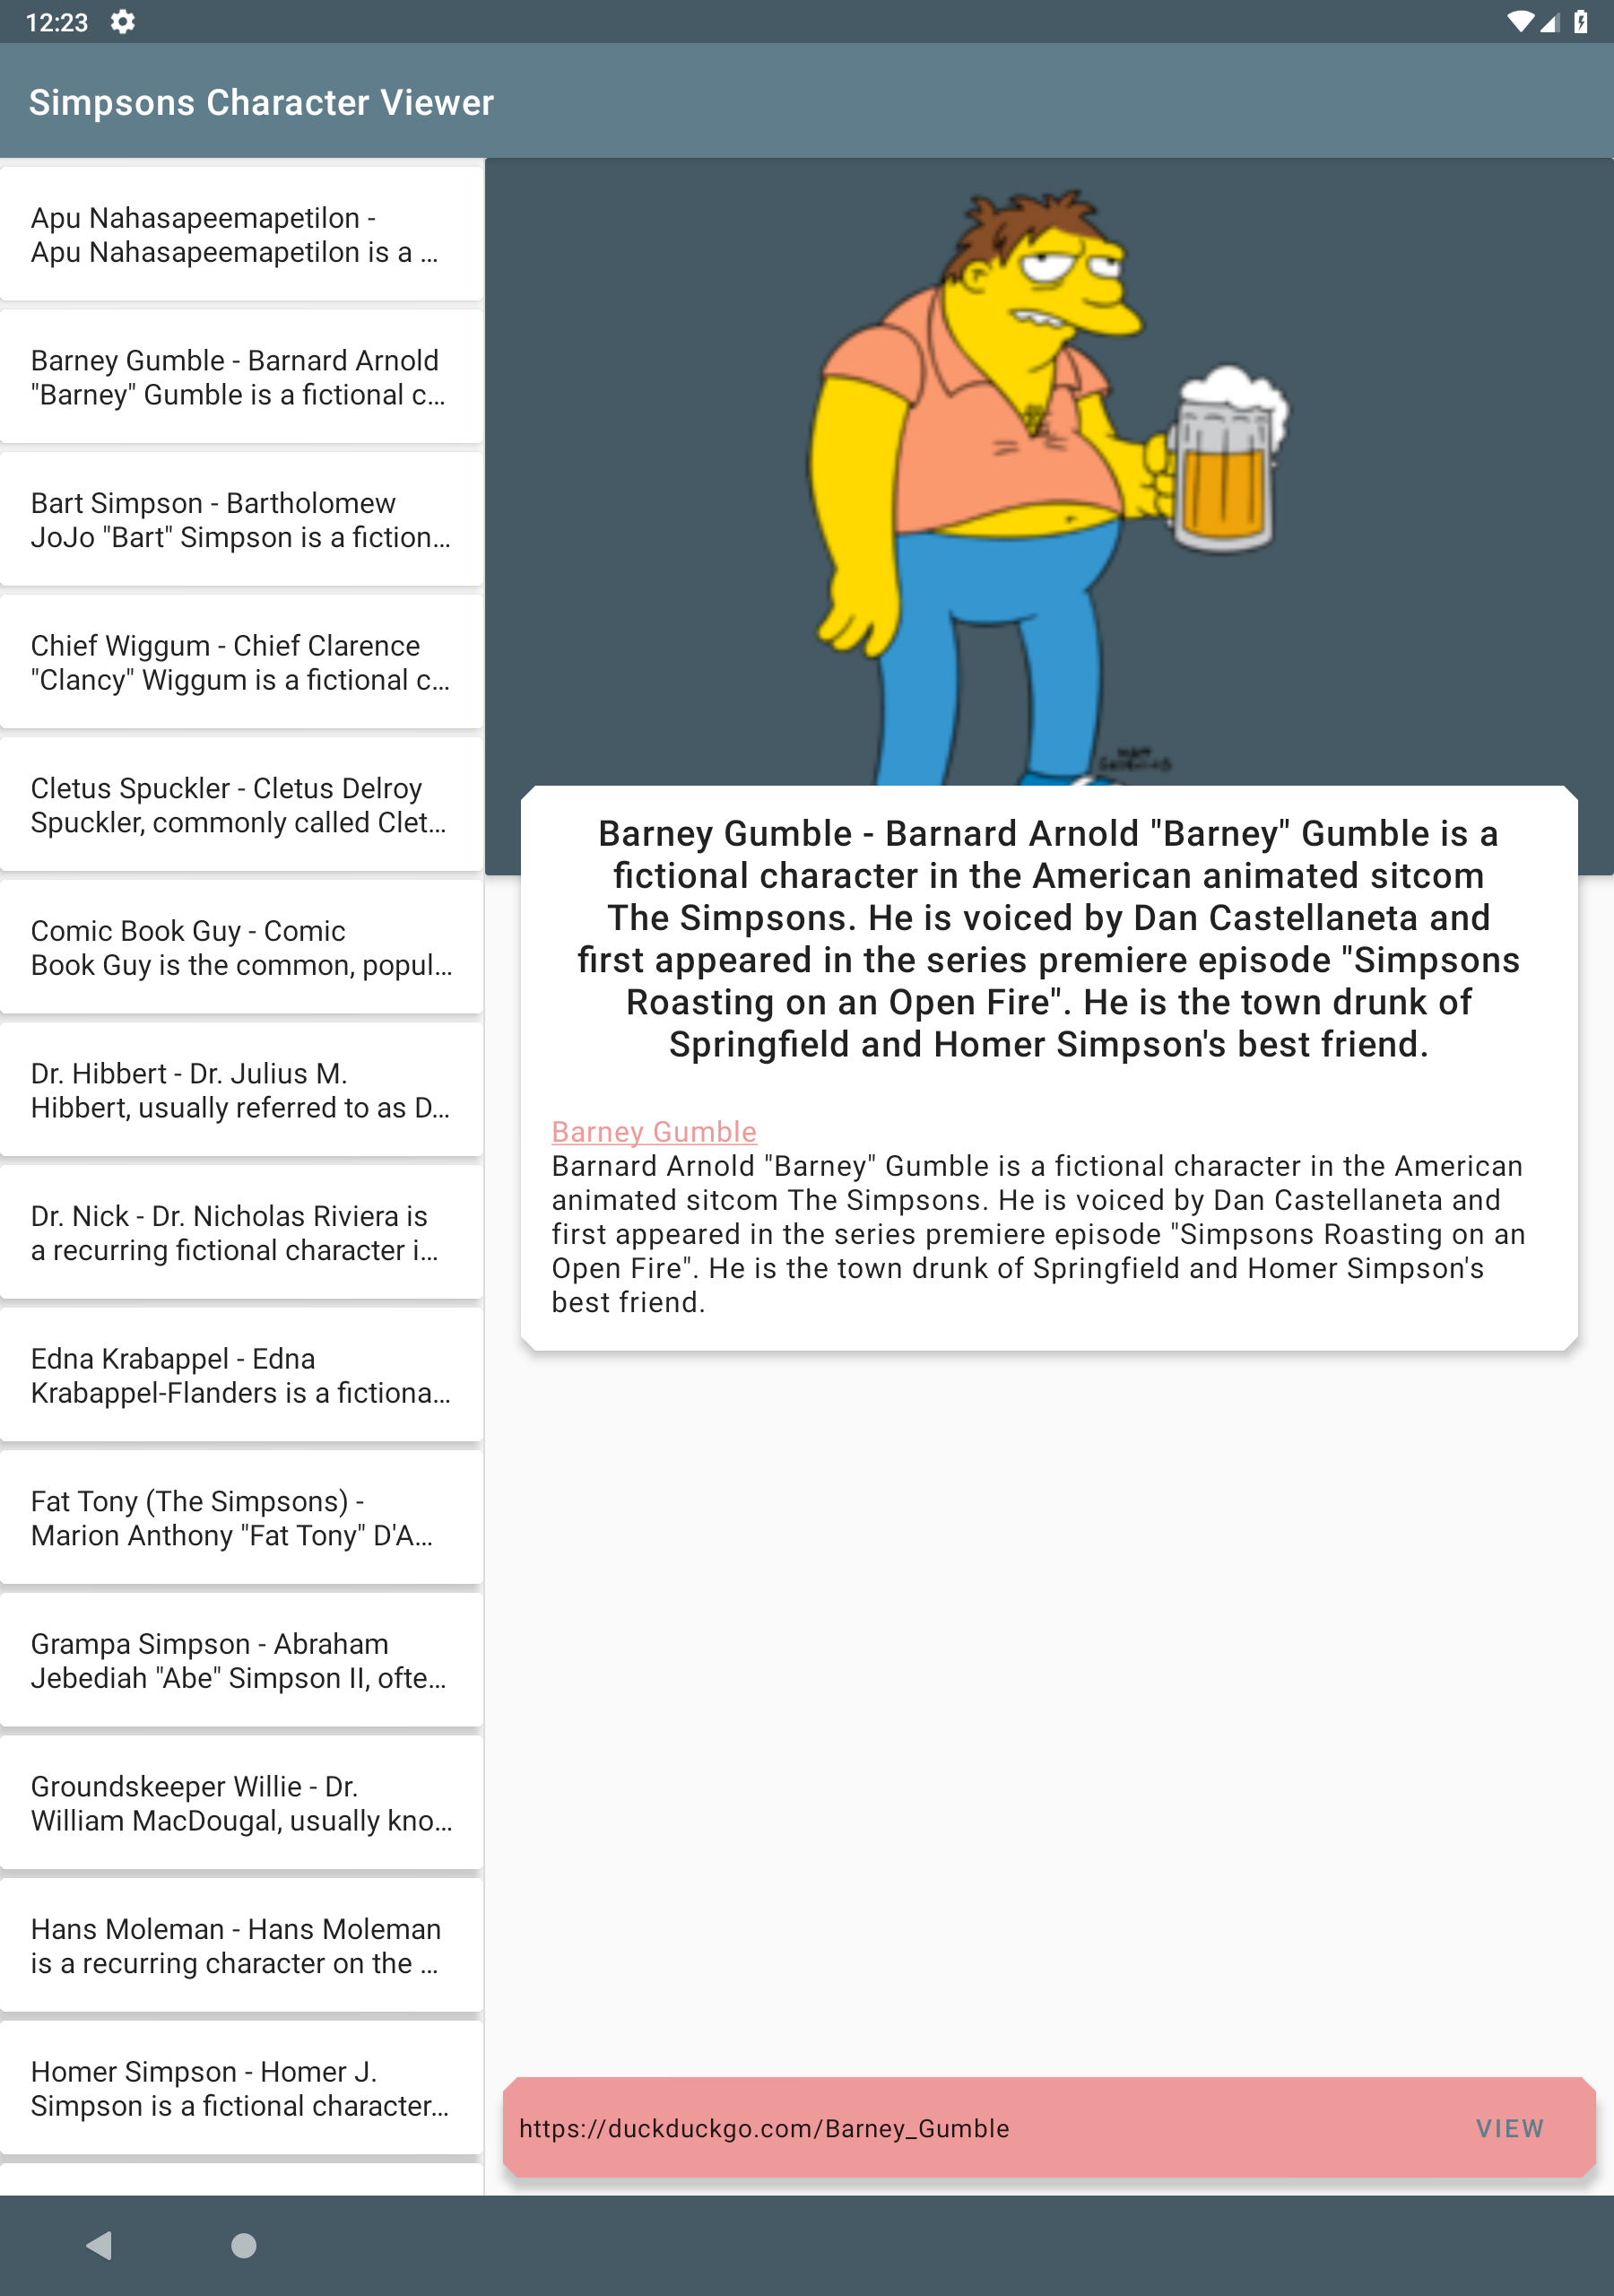 12:23
Simpsons Character Viewer
Apu Nahasapeemapetilon -
Apu Nahasapeemapetilon is a ...
Barney Gumble - Barnard Arnold
"Barney" Gumble is a fictional c...
Bart Simpson - Bartholomew
JoJo "Bart" Simpson is a fiction...
Chief Wiggum - Chief Clarence
"Clancy" Wiggum is a fictional c...
Cletus Spuckler - Cletus Delroy
Spuckler, commonly called Clet...
Comic Book Guy - Comic
Book Guy is the common, popul...
Dr. Hibbert - Dr. Julius M.
Hibbert, usually referred to as D...
Dr. Nick - Dr. Nicholas Riviera is
a recurring fictional character i...
Edna Krabappel - Edna
Krabappel-Flanders is a fictiona...
Fat Tony (The Simpsons) -
Marion Anthony "Fat Tony" D'A...
Grampa Simpson - Abraham
Jebediah "Abe" Simpson II, ofte...
Groundskeeper Willie - Dr.
William MacDougal, usually kno...
Hans Moleman - Hans Moleman
is a recurring character on the ...
Homer Simpson - Homer J.
Simpson is a fictional character...
Barney Gumble - Barnard Arnold "Barney" Gumble is a
fictional character in the American animated sitcom
The Simpsons. He is voiced by Dan Castellaneta and
first appeared in the series premiere episode "Simpsons
Roasting on an Open Fire". He is the town drunk of
Springfield and Homer Simpson's best friend.
Barney Gumble
Barnard Arnold "Barney" Gumble is a fictional character in the American
animated sitcom The Simpsons. He is voiced by Dan Castellaneta and
first appeared in the series premiere episode "Simpsons Roasting on an
Open Fire". He is the town drunk of Springfield and Homer Simpson's
best friend.
https://duckduckgo.com/Barney_Gumble
VIEW